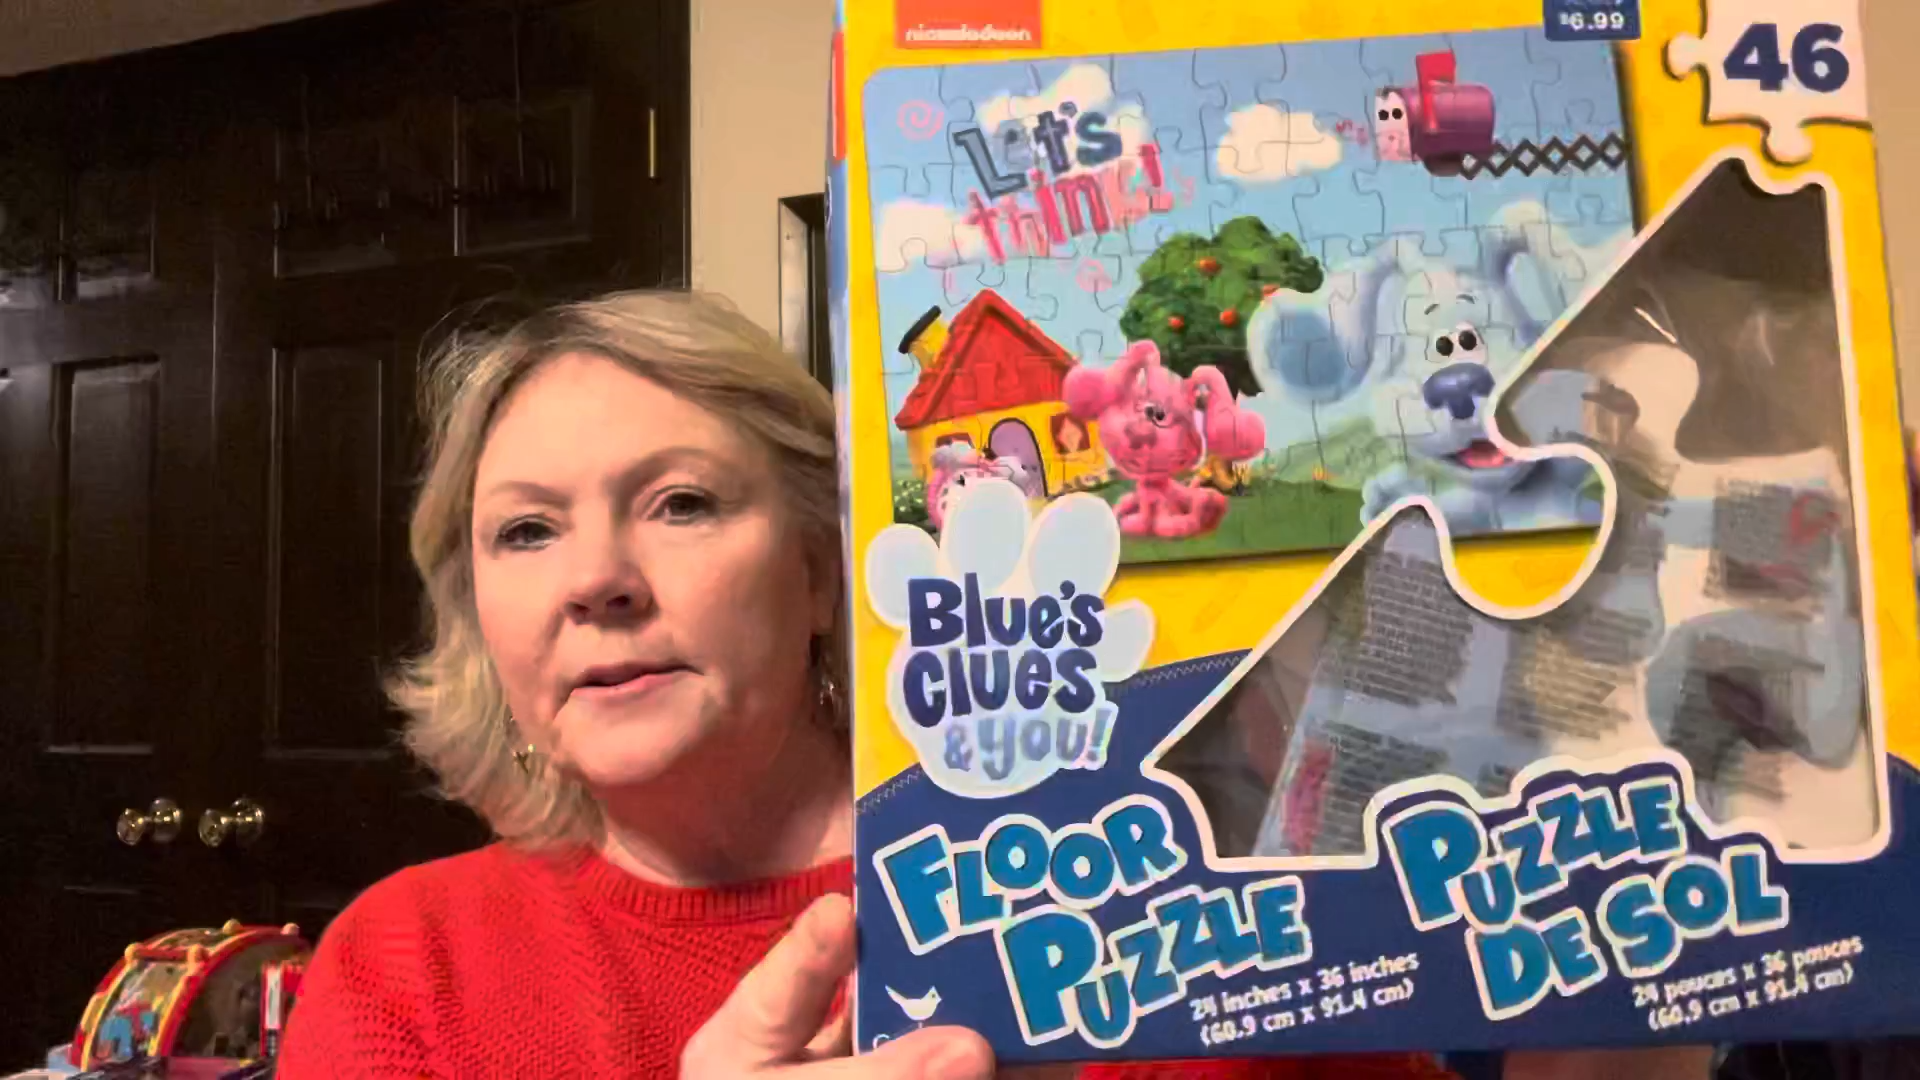 nickelodeon
$6.99
46
Let's
think!
Blue's
Clues
& you!
FLOOR
PUZZLE
24 inches x 36 inches
(60.9 cm x 91.4 cm)
PUZZLE
DE SOL
24 pouces x 36 pouces
(60.9 cm x 91.4 cm)